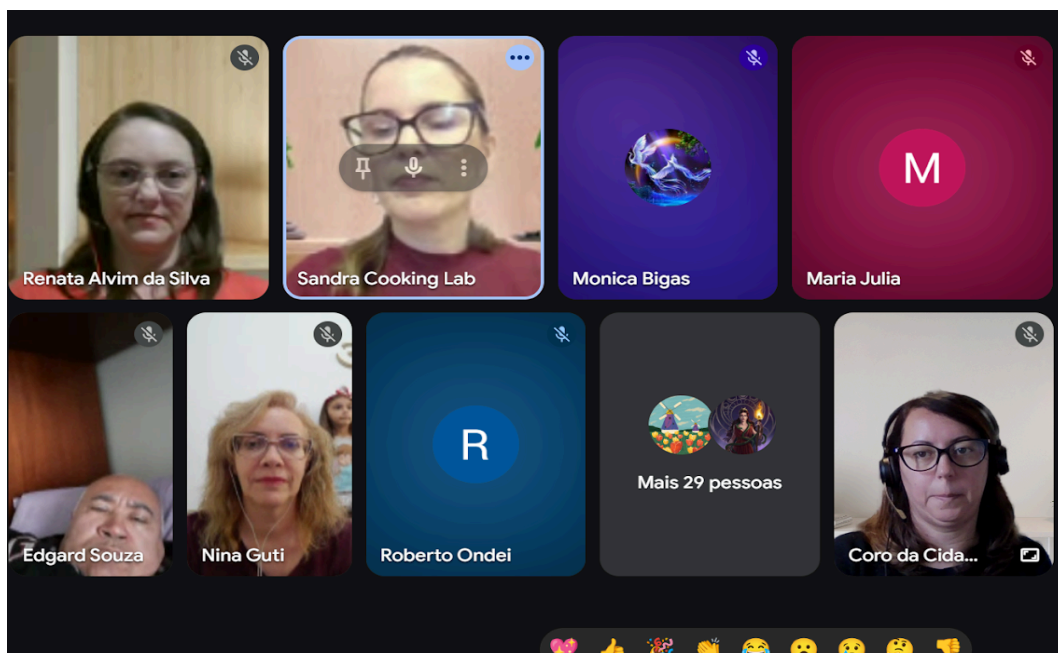 Renata Alvim da Silva
Sandra Cooking Lab
Monica Bigas
M
Maria Julia
Edgard Souza
Nina Guti
R
Roberto Ondei
Mais 29 pessoas
Coro da Cida...